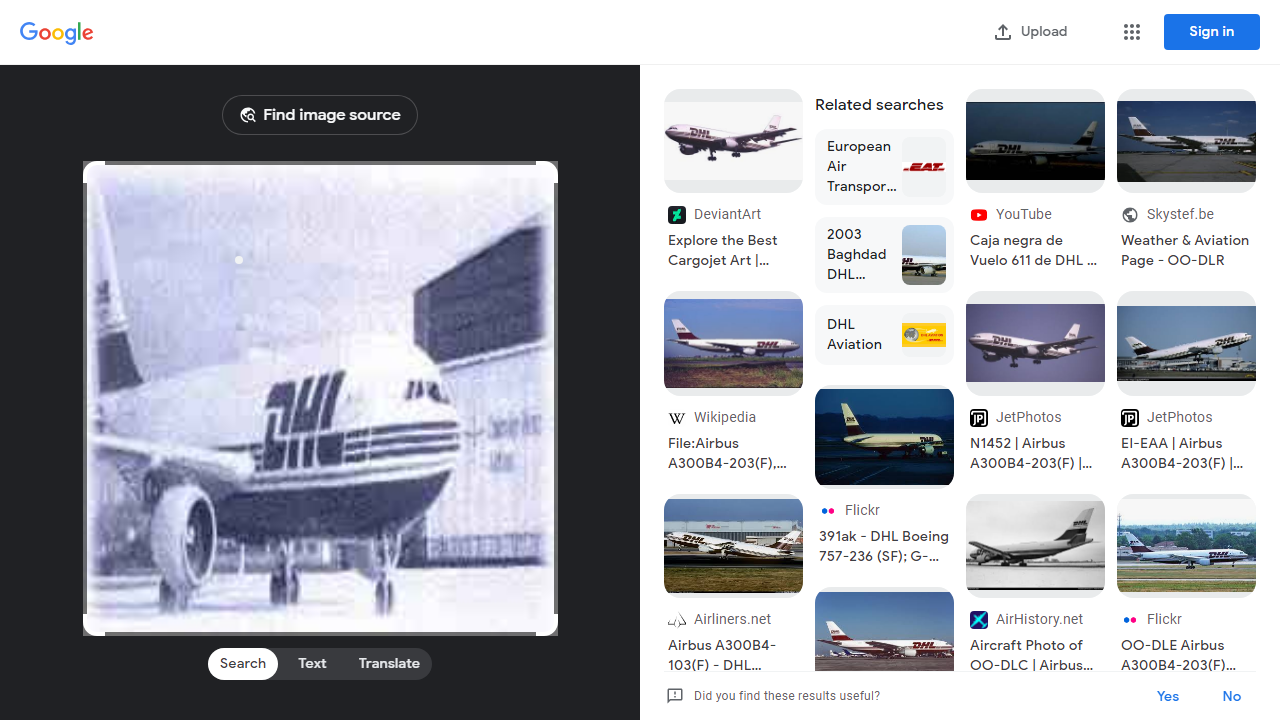 Google
Upload
Sign in
Find image source
DHL
Search
Text
Translate
DeviantArt
Explore the Best
Cargojet Art |...
Wikipedia
File:Airbus
A300B4-203(F),...
Airliners.net
Airbus A300B4-
103(F) - DHL...
Related searches
European
Air
Transpor...
EAT
2003
Baghdad
DHL...
DHL
Aviation
Flickr
391ak - DHL Boeing
757-236 (SF); G-...
YouTube
Caja negra de
Vuelo 611 de DHL ...
JetPhotos
N1452 | Airbus
A300B4-203(F) |...
AirHistory.net
Aircraft Photo of
OO-DLC | Airbus...
Skystef.be
Weather & Aviation
Page - OO-DLR
JetPhotos
EI-EAA | Airbus
A300B4-203(F) |...
Flickr
OO-DLE Airbus
A300B4-203(F)...
Did you find these results useful?
Yes
No